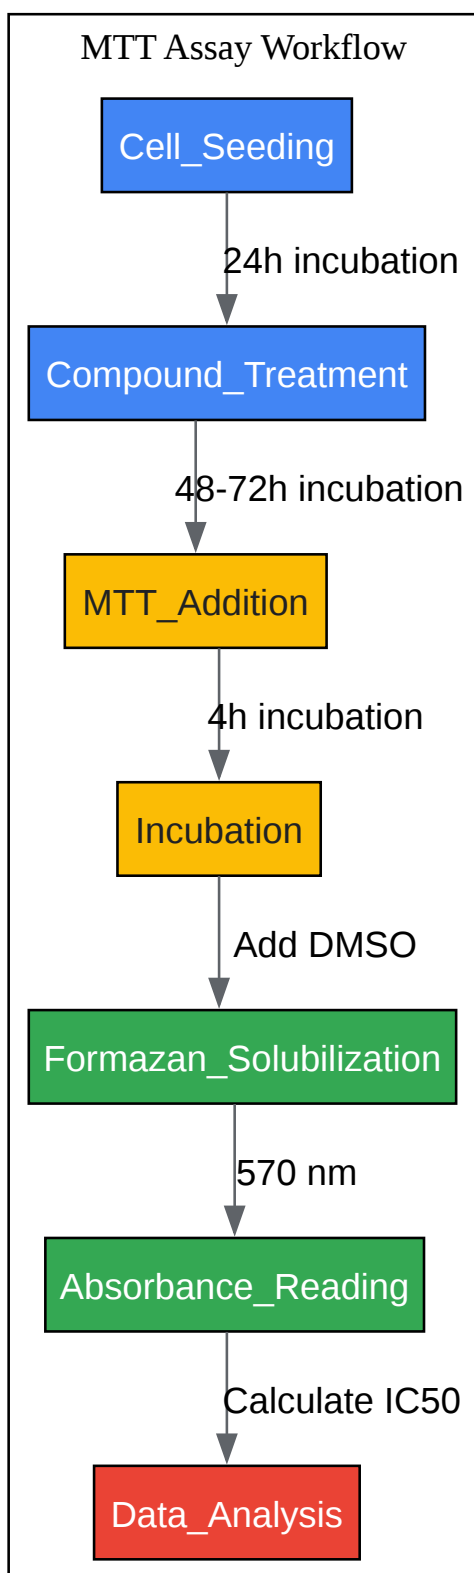 MTT Assay Workflow
Cell_Seeding
24h incubation
Compound_Treatment
48-72h incubation
MTT_Addition
4h incubation
Incubation
Add DMSO
Formazan_Solubilization
570 nm
Absorbance_Reading
Calculate IC50
Data_Analysis